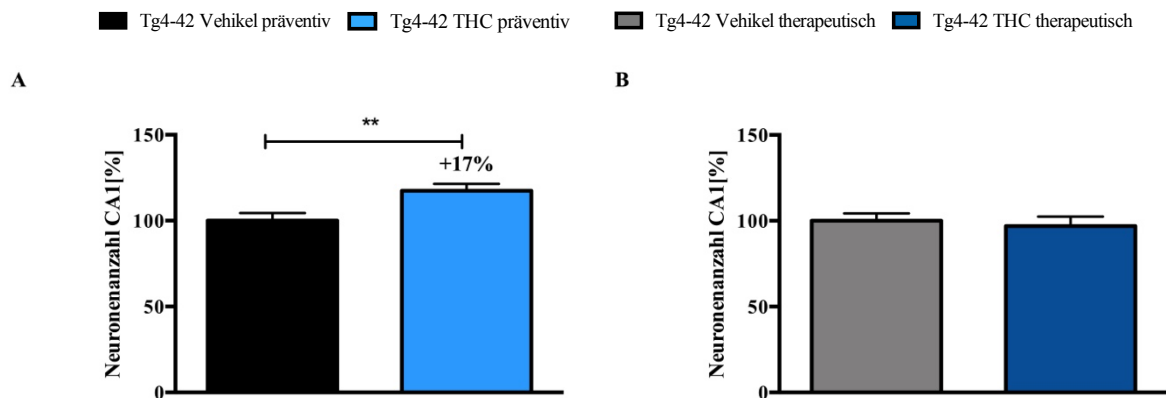 Tg4-42 Vehikel präventiv Tg4-42 THC präventiv Tg4-42 Vehikel therapeutisch Tg4-42 THC therapeutisch
A
B
Neuronenanzahl CA1[%]
150
100
50
0
**
+17%
Neuronenanzahl CA1[%]
150
100
50
0